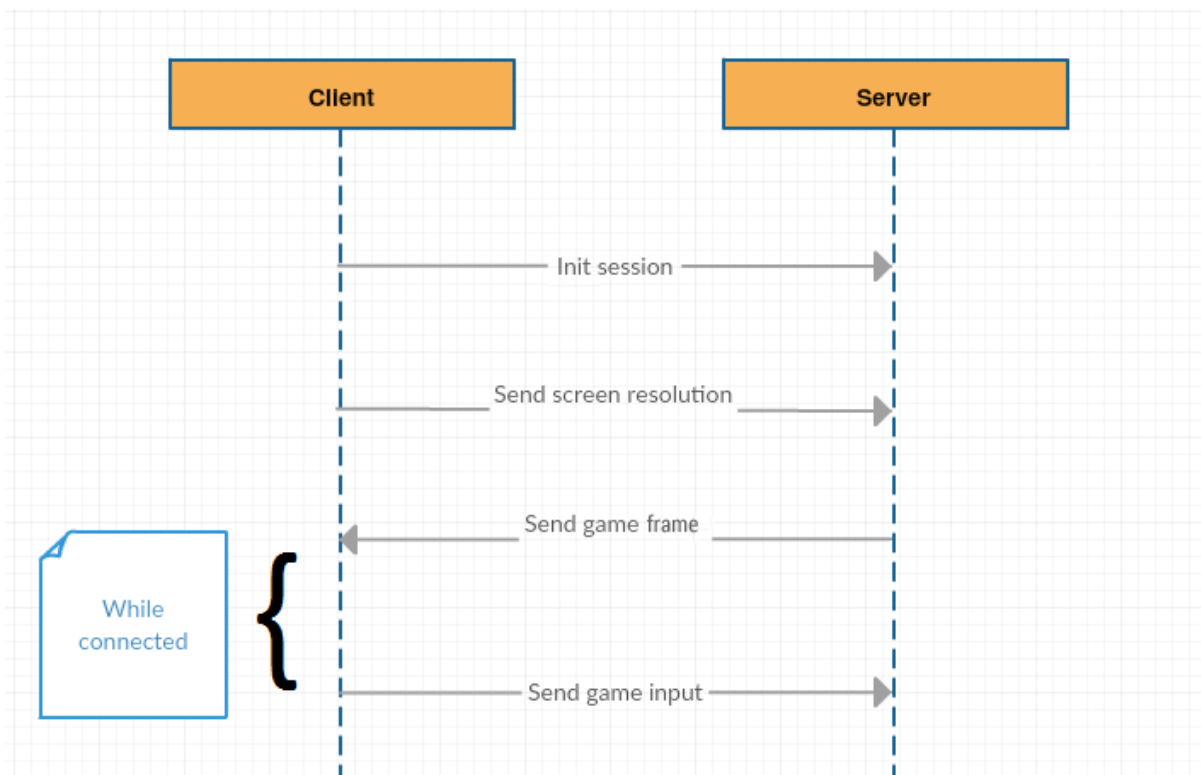 Client
Server
Init session
Send screen resolution
Send game frame
While
connected
Send game input